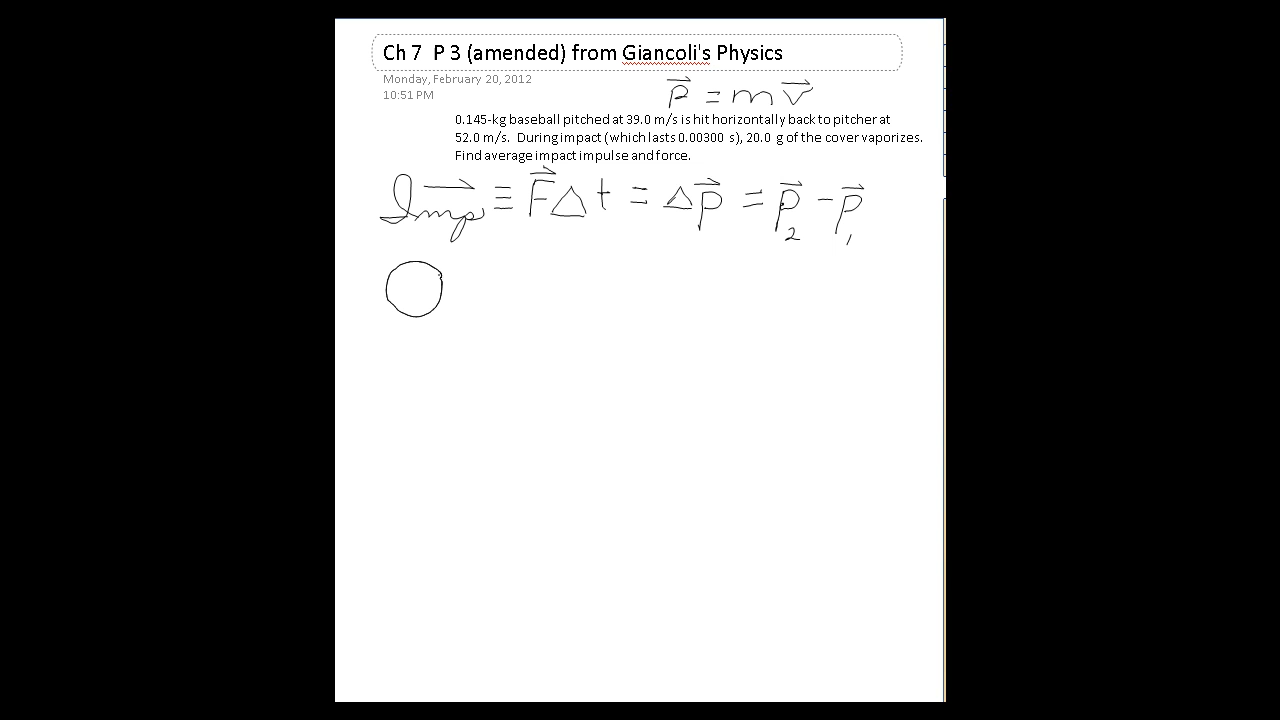 Ch 7 P 3 (amended) from Giancoli's Physics
Monday, February 20, 2012
10:51 PM
P⃗ = m v⃗
0.145-kg baseball pitched at 39.0 m/s is hit horizontally back to pitcher at
52.0 m/s. During impact (which lasts 0.00300 s), 20.0 g of the cover vaporizes.
Find average impact impulse and force.
Imp⃗ ≡ F⃗ Δt = Δp⃗ = p⃗₂ − p⃗₁